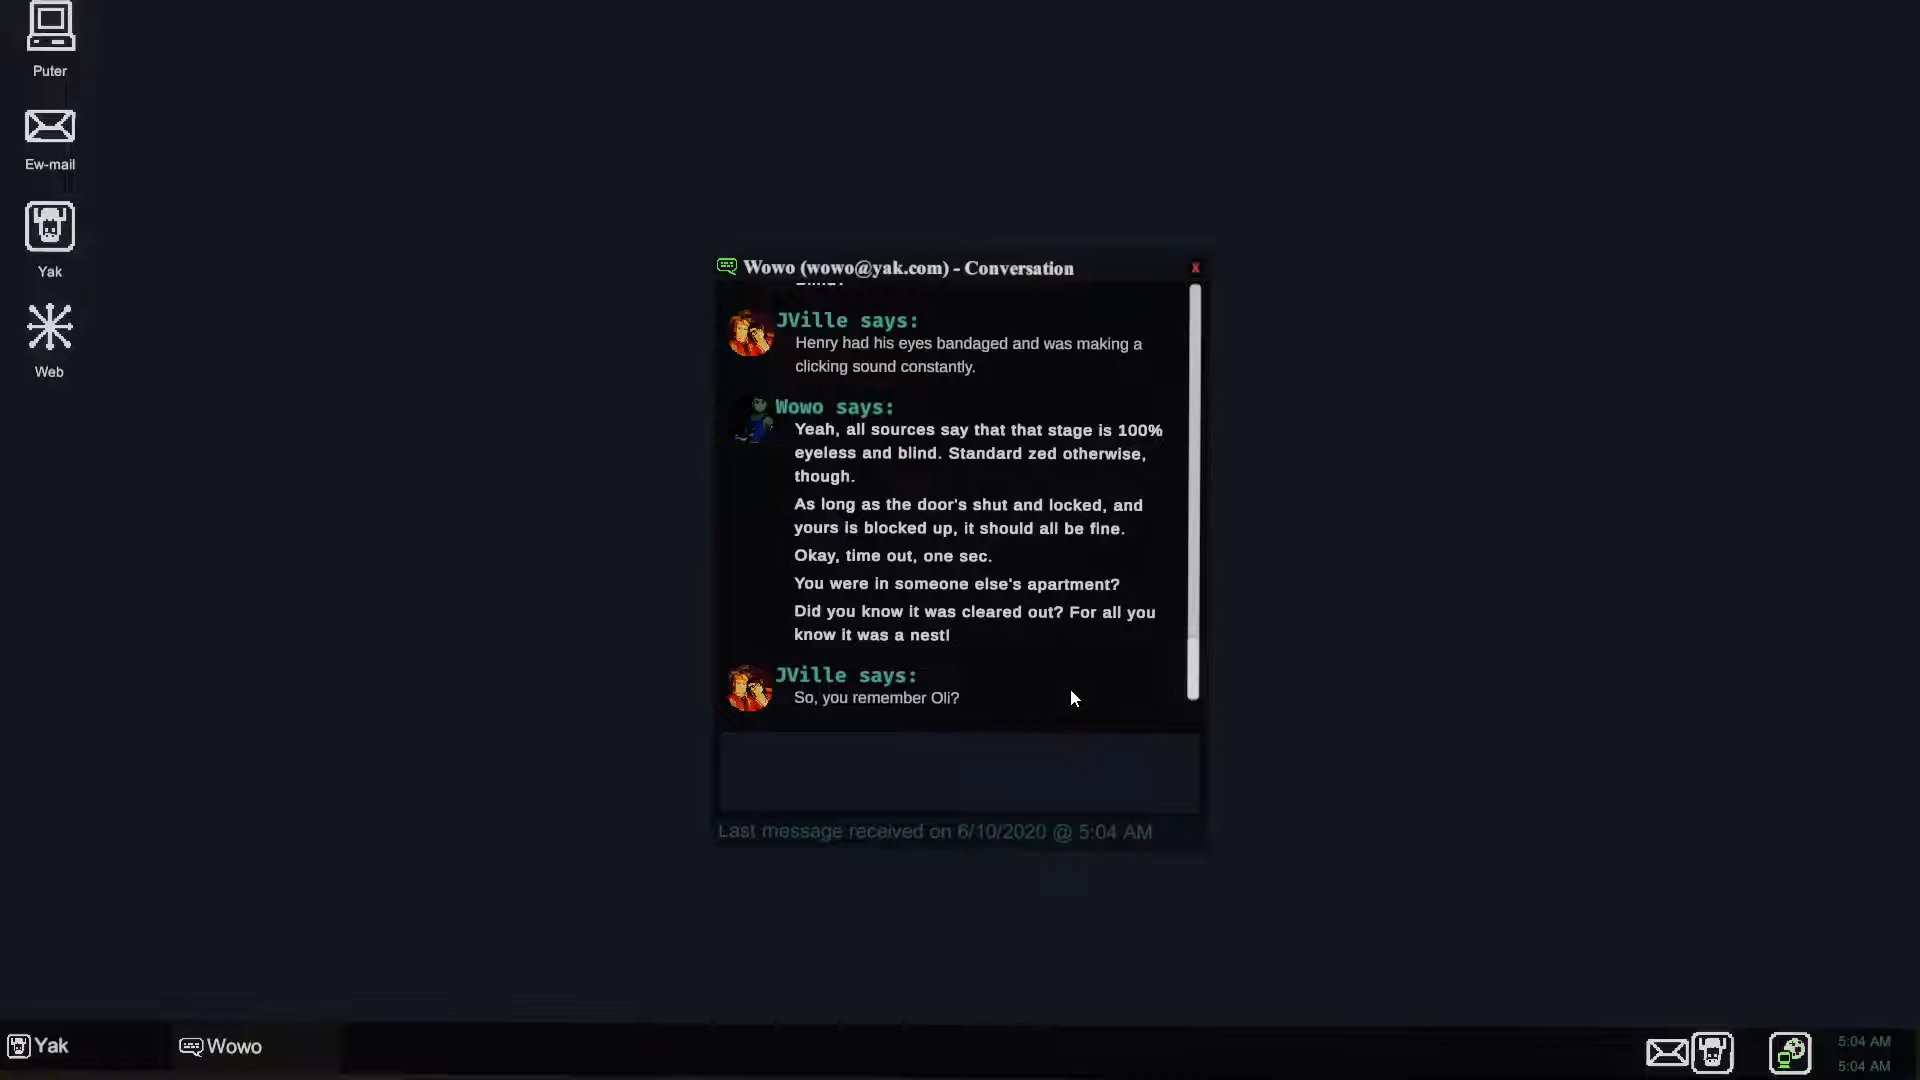 Puter
Ew-mail
Yak
Web
Wowo (wowo@yak.com) - Conversation
x
JVille says:
Henry had his eyes bandaged and was making a
clicking sound constantly.
Wowo says:
Yeah, all sources say that that stage is 100%
eyeless and blind. Standard zed otherwise,
though.
As long as the door's shut and locked, and
yours is blocked up, it should all be fine.
Okay, time out, one sec.
You were in someone else's apartment?
Did you know it was cleared out? For all you
know it was a nest!
JVille says:
So, you remember Oli?
Last message received on 6/10/2020 @ 5:04 AM
Yak
Wowo
5:04 AM
5:04 AM